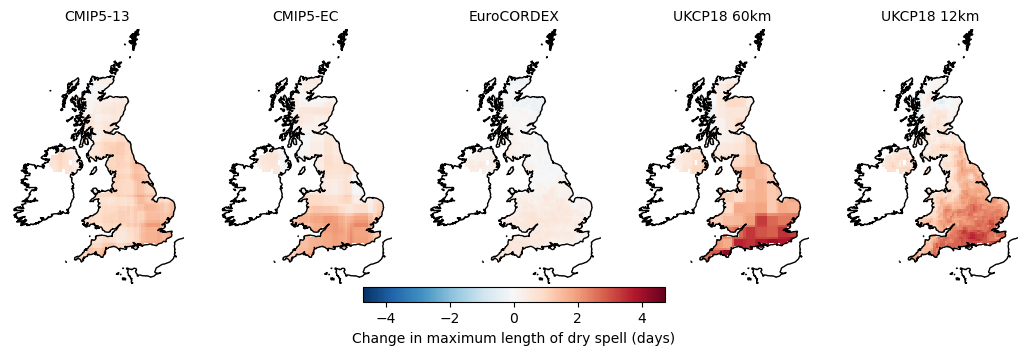 CMIP5-13 CMIP5-EC EuroCORDEX UKCP18 60km UKCP18 12km
−4 −2 0 2 4
Change in maximum length of dry spell (days)